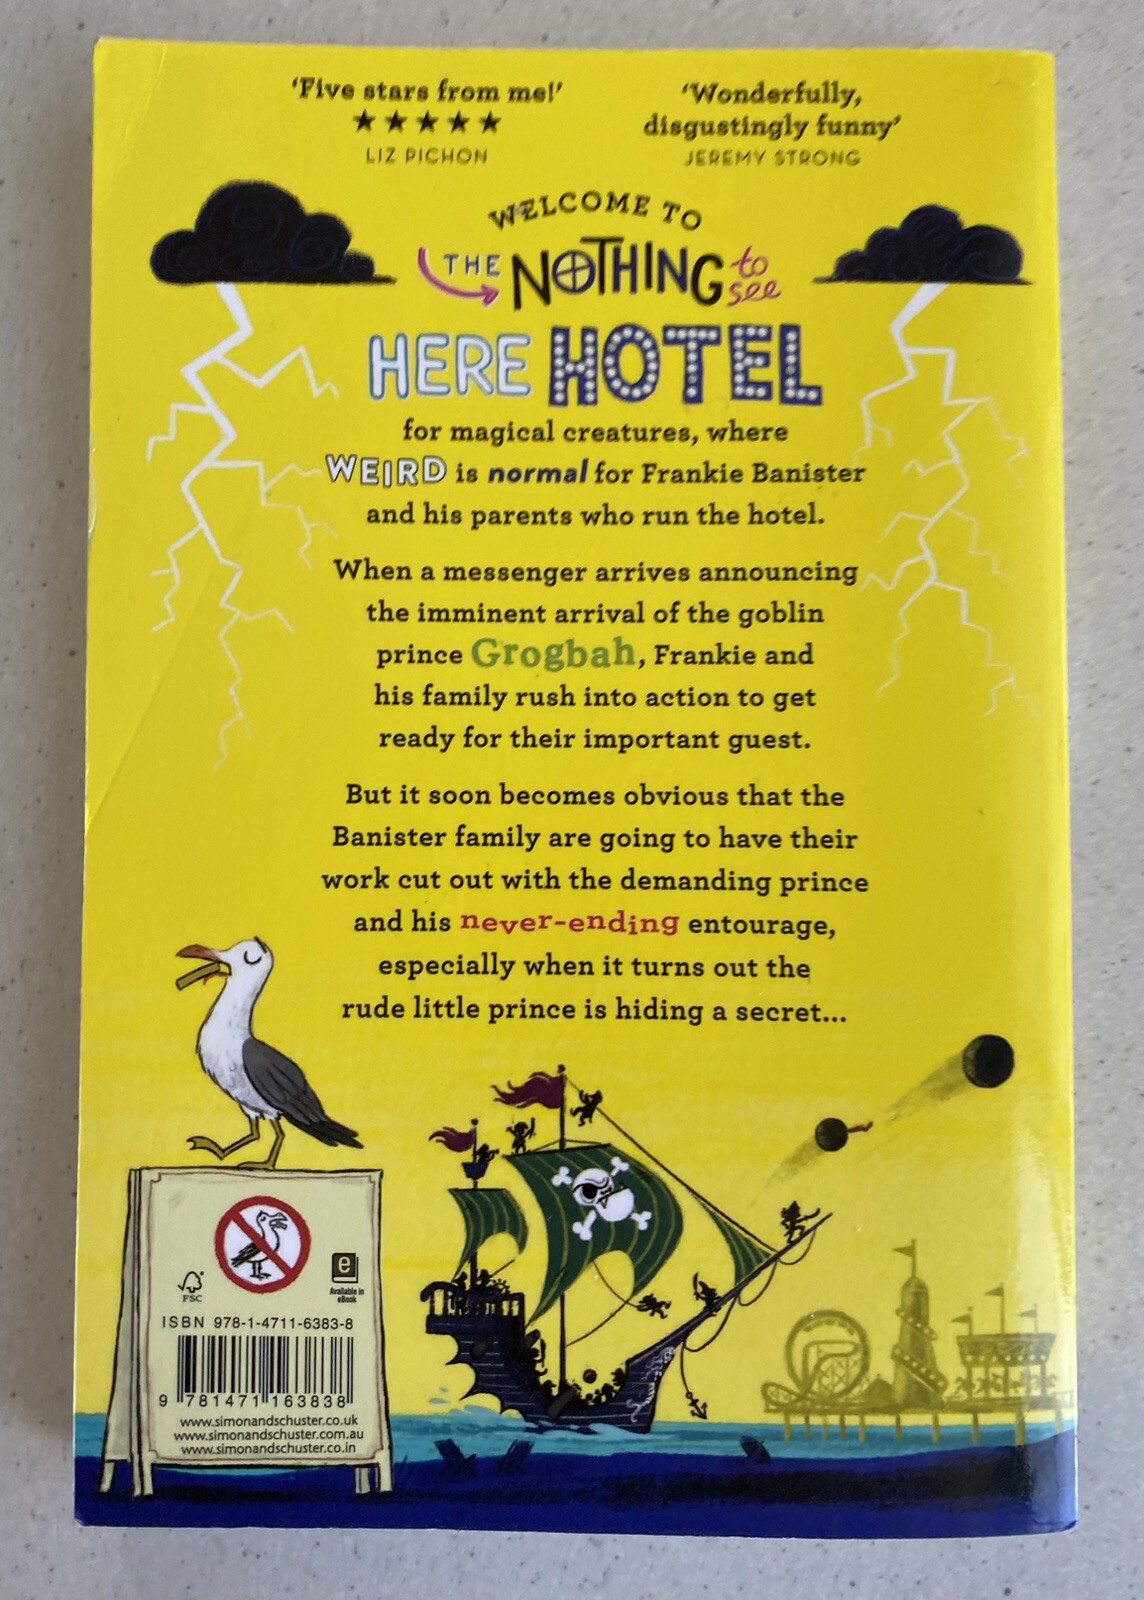 ‘Five stars from me!’
★★★★★
LIZ PICHON
‘Wonderfully,
disgustingly funny’
JEREMY STRONG
WELCOME TO
THE NOTHING to see
HERE HOTEL
for magical creatures, where
WEIRD is normal for Frankie Banister
and his parents who run the hotel.
When a messenger arrives announcing
the imminent arrival of the goblin
prince Grogbah, Frankie and
his family rush into action to get
ready for their important guest.
But it soon becomes obvious that the
Banister family are going to have their
work cut out with the demanding prince
and his never-ending entourage,
especially when it turns out the
rude little prince is hiding a secret...
FSC
e
Available in
eBook
ISBN 978-1-4711-6383-8
9 781471 163838
www.simonandschuster.co.uk
www.simonandschuster.com.au
www.simonandschuster.co.in